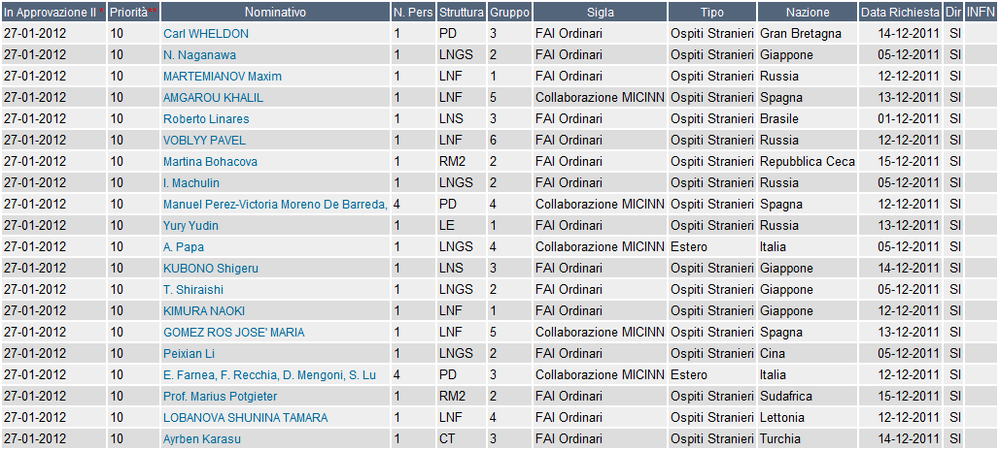 In Approvazione II * Priorità** Nominativo N. Pers Struttura Gruppo Sigla Tipo Nazione Data Richiesta Dir INFN
27-01-2012 10 Carl WHELDON 1 PD 3 FAI Ordinari Ospiti Stranieri Gran Bretagna 14-12-2011 SI
27-01-2012 10 N. Naganawa 1 LNGS 2 FAI Ordinari Ospiti Stranieri Giappone 05-12-2011 SI
27-01-2012 10 MARTEMIANOV Maxim 1 LNF 1 FAI Ordinari Ospiti Stranieri Russia 12-12-2011 SI
27-01-2012 10 AMGAROU KHALIL 1 LNF 5 Collaborazione MICINN Ospiti Stranieri Spagna 13-12-2011 SI
27-01-2012 10 Roberto Linares 1 LNS 3 FAI Ordinari Ospiti Stranieri Brasile 01-12-2011 SI
27-01-2012 10 VOBLYY PAVEL 1 LNF 6 FAI Ordinari Ospiti Stranieri Russia 12-12-2011 SI
27-01-2012 10 Martina Bohacova 1 RM2 2 FAI Ordinari Ospiti Stranieri Repubblica Ceca 15-12-2011 SI
27-01-2012 10 I. Machulin 1 LNGS 2 FAI Ordinari Ospiti Stranieri Russia 05-12-2011 SI
27-01-2012 10 Manuel Perez-Victoria Moreno De Barreda, 4 PD 4 Collaborazione MICINN Ospiti Stranieri Spagna 12-12-2011 SI
27-01-2012 10 Yury Yudin 1 LE 1 FAI Ordinari Ospiti Stranieri Russia 13-12-2011 SI
27-01-2012 10 A. Papa 1 LNGS 4 Collaborazione MICINN Estero Italia 05-12-2011 SI
27-01-2012 10 KUBONO Shigeru 1 LNS 3 FAI Ordinari Ospiti Stranieri Giappone 14-12-2011 SI
27-01-2012 10 T. Shiraishi 1 LNGS 2 FAI Ordinari Ospiti Stranieri Giappone 05-12-2011 SI
27-01-2012 10 KIMURA NAOKI 1 LNF 1 FAI Ordinari Ospiti Stranieri Giappone 12-12-2011 SI
27-01-2012 10 GOMEZ ROS JOSE' MARIA 1 LNF 5 Collaborazione MICINN Ospiti Stranieri Spagna 13-12-2011 SI
27-01-2012 10 Peixian Li 1 LNGS 2 FAI Ordinari Ospiti Stranieri Cina 05-12-2011 SI
27-01-2012 10 E. Farnea, F. Recchia, D. Mengoni, S. Lu 4 PD 3 Collaborazione MICINN Estero Italia 12-12-2011 SI
27-01-2012 10 Prof. Marius Potgieter 1 RM2 2 FAI Ordinari Ospiti Stranieri Sudafrica 15-12-2011 SI
27-01-2012 10 LOBANOVA SHUNINA TAMARA 1 LNF 4 FAI Ordinari Ospiti Stranieri Lettonia 12-12-2011 SI
27-01-2012 10 Ayrben Karasu 1 CT 3 FAI Ordinari Ospiti Stranieri Turchia 14-12-2011 SI